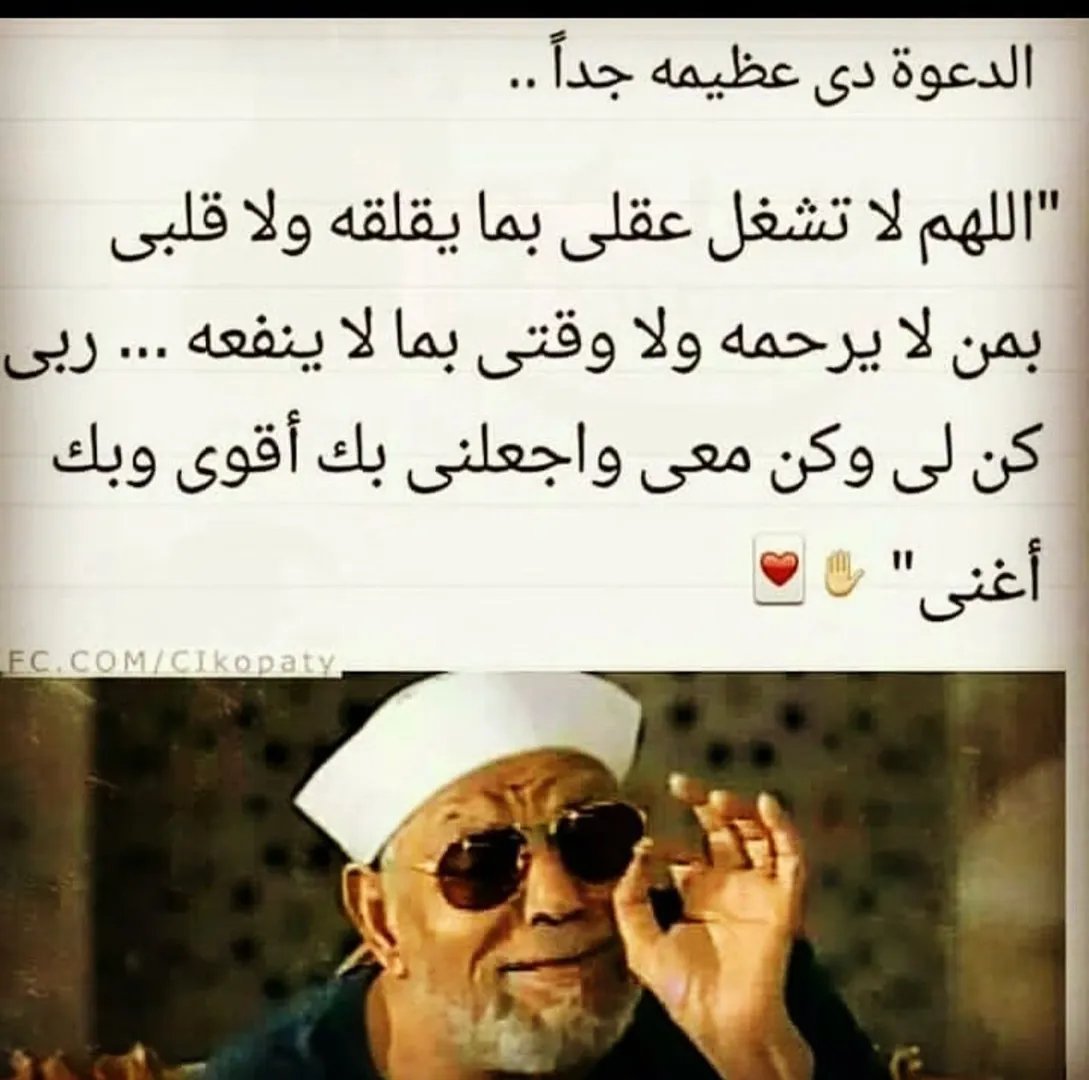 الدعوة دى عظيمه جداً ..
"اللهم لا تشغل عقلى بما يقلقه ولا قلبى
بمن لا يرحمه ولا وقتى بما لا ينفعه ... ربى
كن لى وكن معى واجعلنى بك أقوى وبك
أغنى" ✋ ❤️
FC.COM/CIkopaty